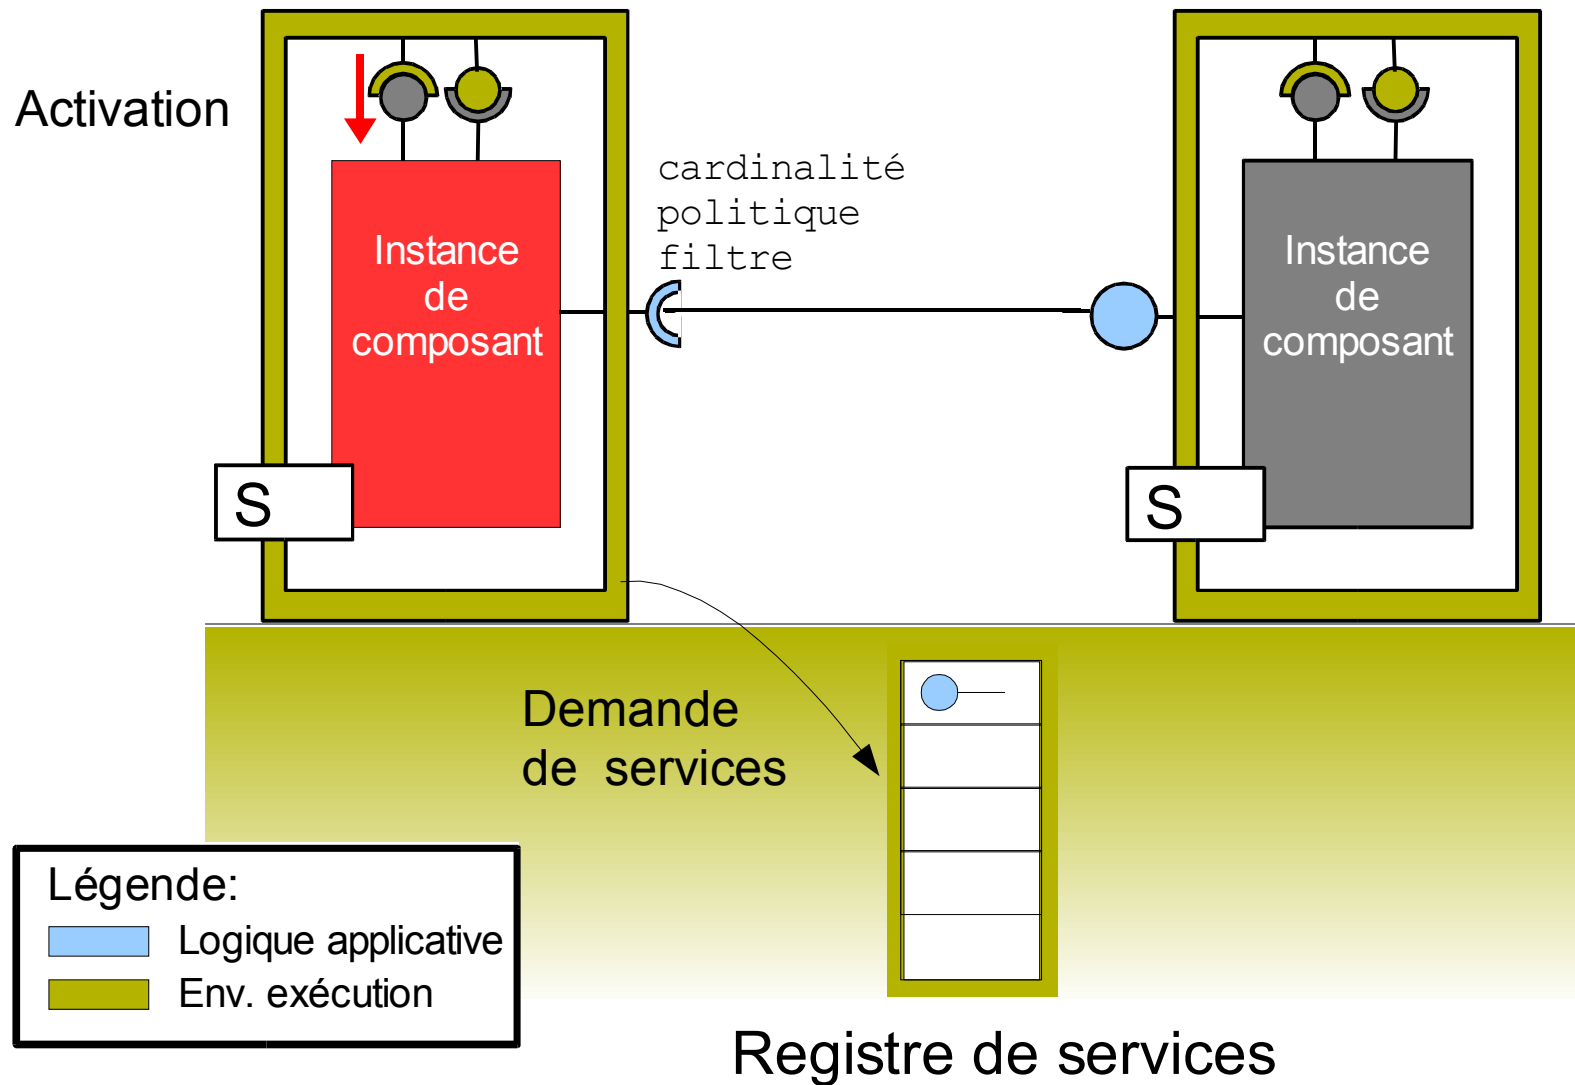 Activation
cardinalité
politique
filtre
Instance
de
composant
Instance
de
composant
S
S
Demande
de services
Légende:
Logique applicative
Env. exécution
Registre de services